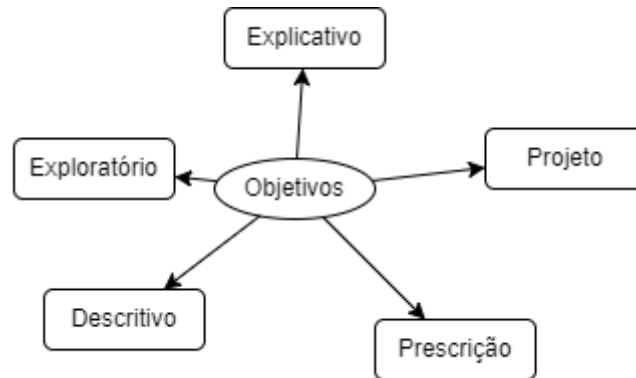 Explicativo
Exploratório
Projeto
Objetivos
Descritivo
Prescrição